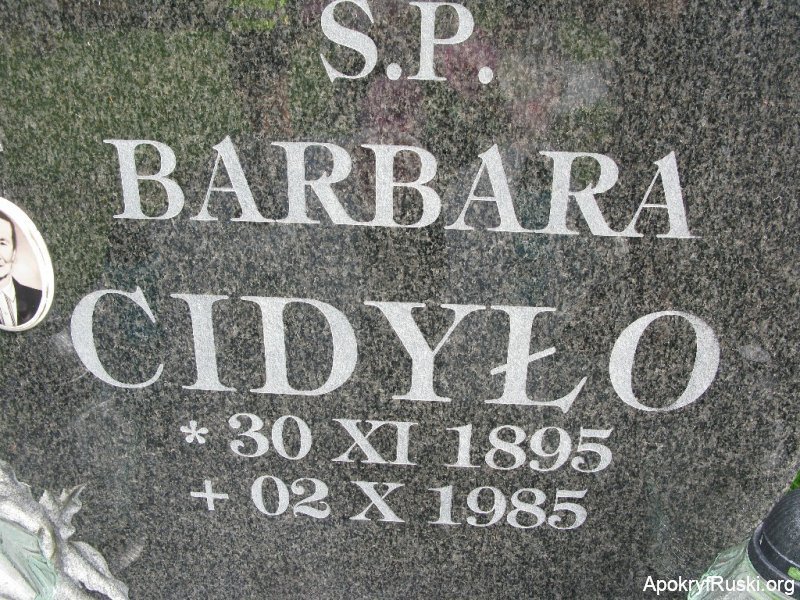 S.P.
BARBARA
CIDYŁO
* 30 XI 1895
+ 02 X 1985
ApokryfRuski.org